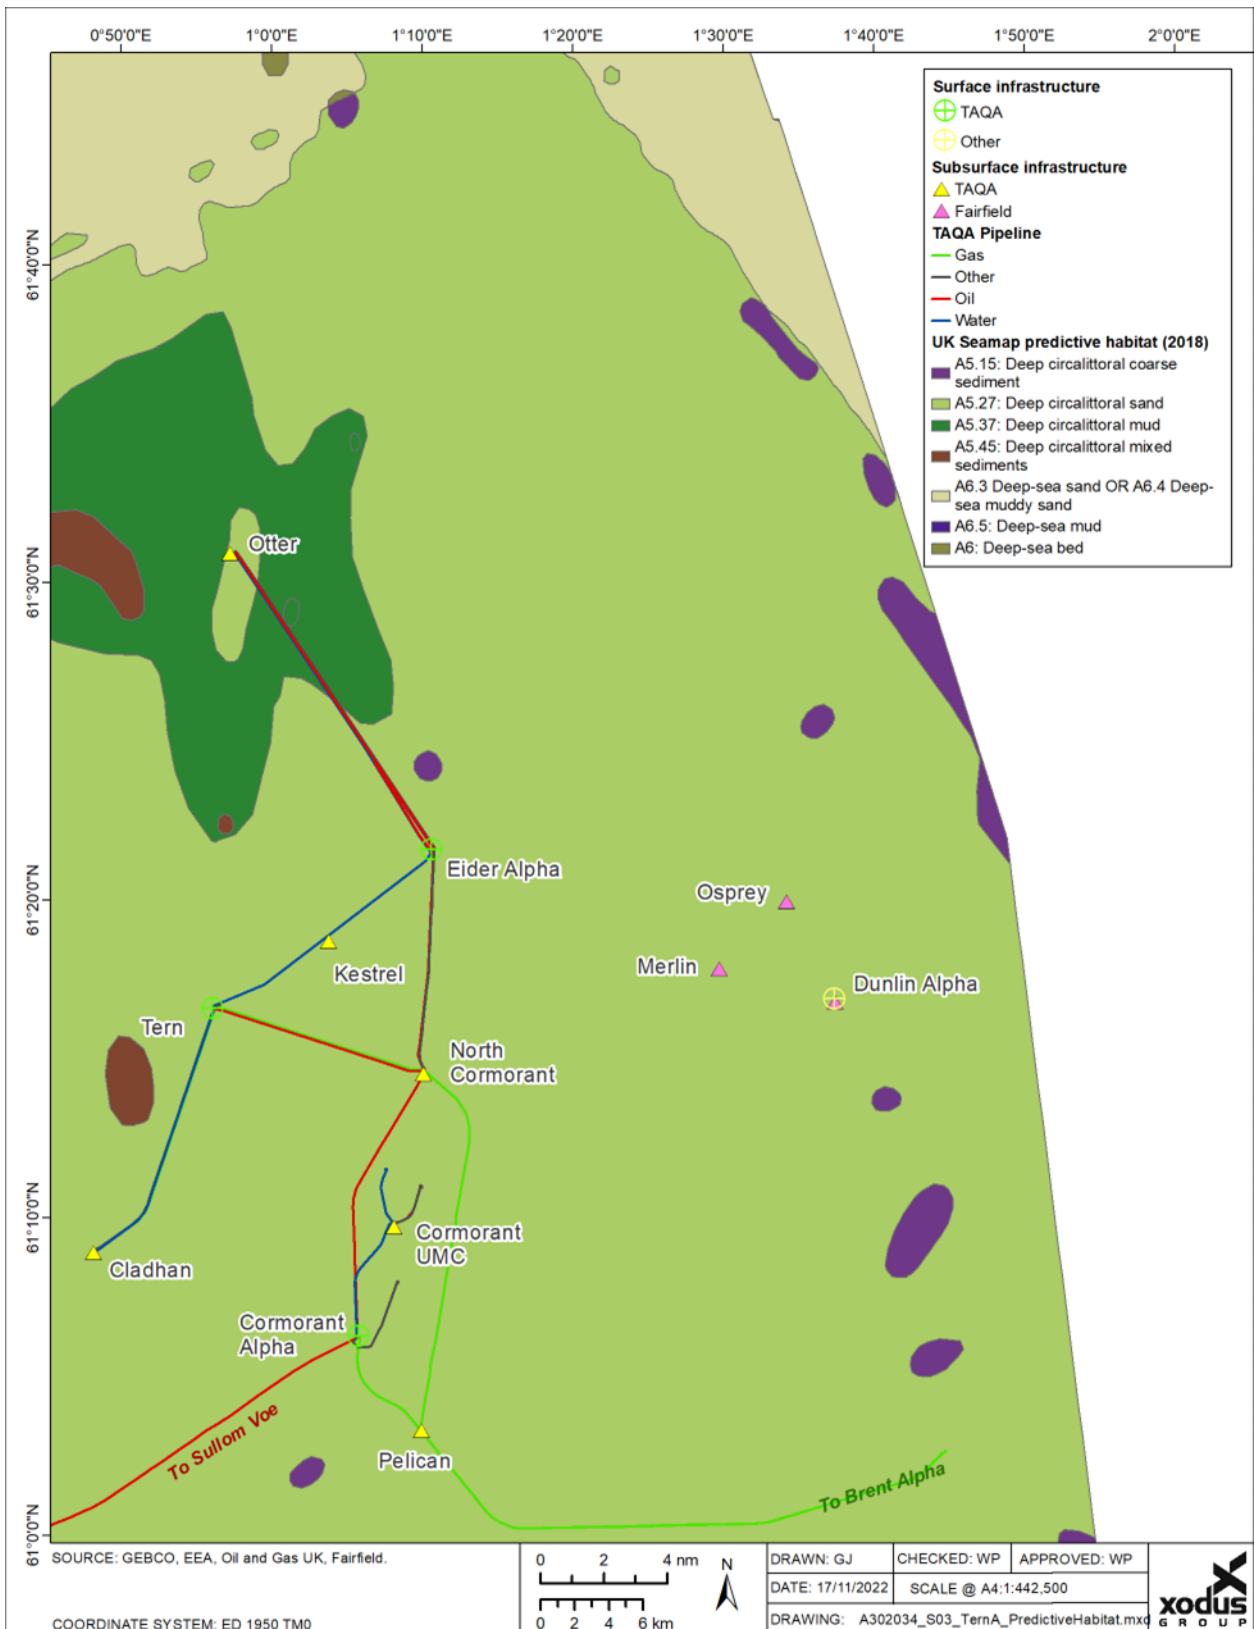 0°50'0"E 1°0'0"E 1°10'0"E 1°20'0"E 1°30'0"E 1°40'0"E 1°50'0"E 2°0'0"E
Surface infrastructure
TAQA
Other
Subsurface infrastructure
TAQA
Fairfield
TAQA Pipeline
Gas
Other
Oil
Water
UK Seamap predictive habitat (2018)
A5.15: Deep circalittoral coarse
sediment
A5.27: Deep circalittoral sand
A5.37: Deep circalittoral mud
A5.45: Deep circalittoral mixed
sediments
A6.3 Deep-sea sand OR A6.4 Deep-
sea muddy sand
A6.5: Deep-sea mud
A6: Deep-sea bed
61°40'0"N
61°30'0"N
61°20'0"N
61°10'0"N
61°0'0"N
Otter
Eider Alpha
Osprey
Kestrel
Merlin
Dunlin Alpha
Tern
North
Cormorant
Cormorant
UMC
Cladhan
Cormorant
Alpha
To Sullom Voe
Pelican
To Brent Alpha
SOURCE: GEBCO, EEA, Oil and Gas UK, Fairfield.
COORDINATE SYSTEM: ED 1950 TM0
0 2 4 nm
0 2 4 6 km
N
DRAWN: GJ
CHECKED: WP
APPROVED: WP
DATE: 17/11/2022
SCALE @ A4:1:442,500
DRAWING: A302034_S03_TernA_PredictiveHabitat.mxd
xodus
GROUP